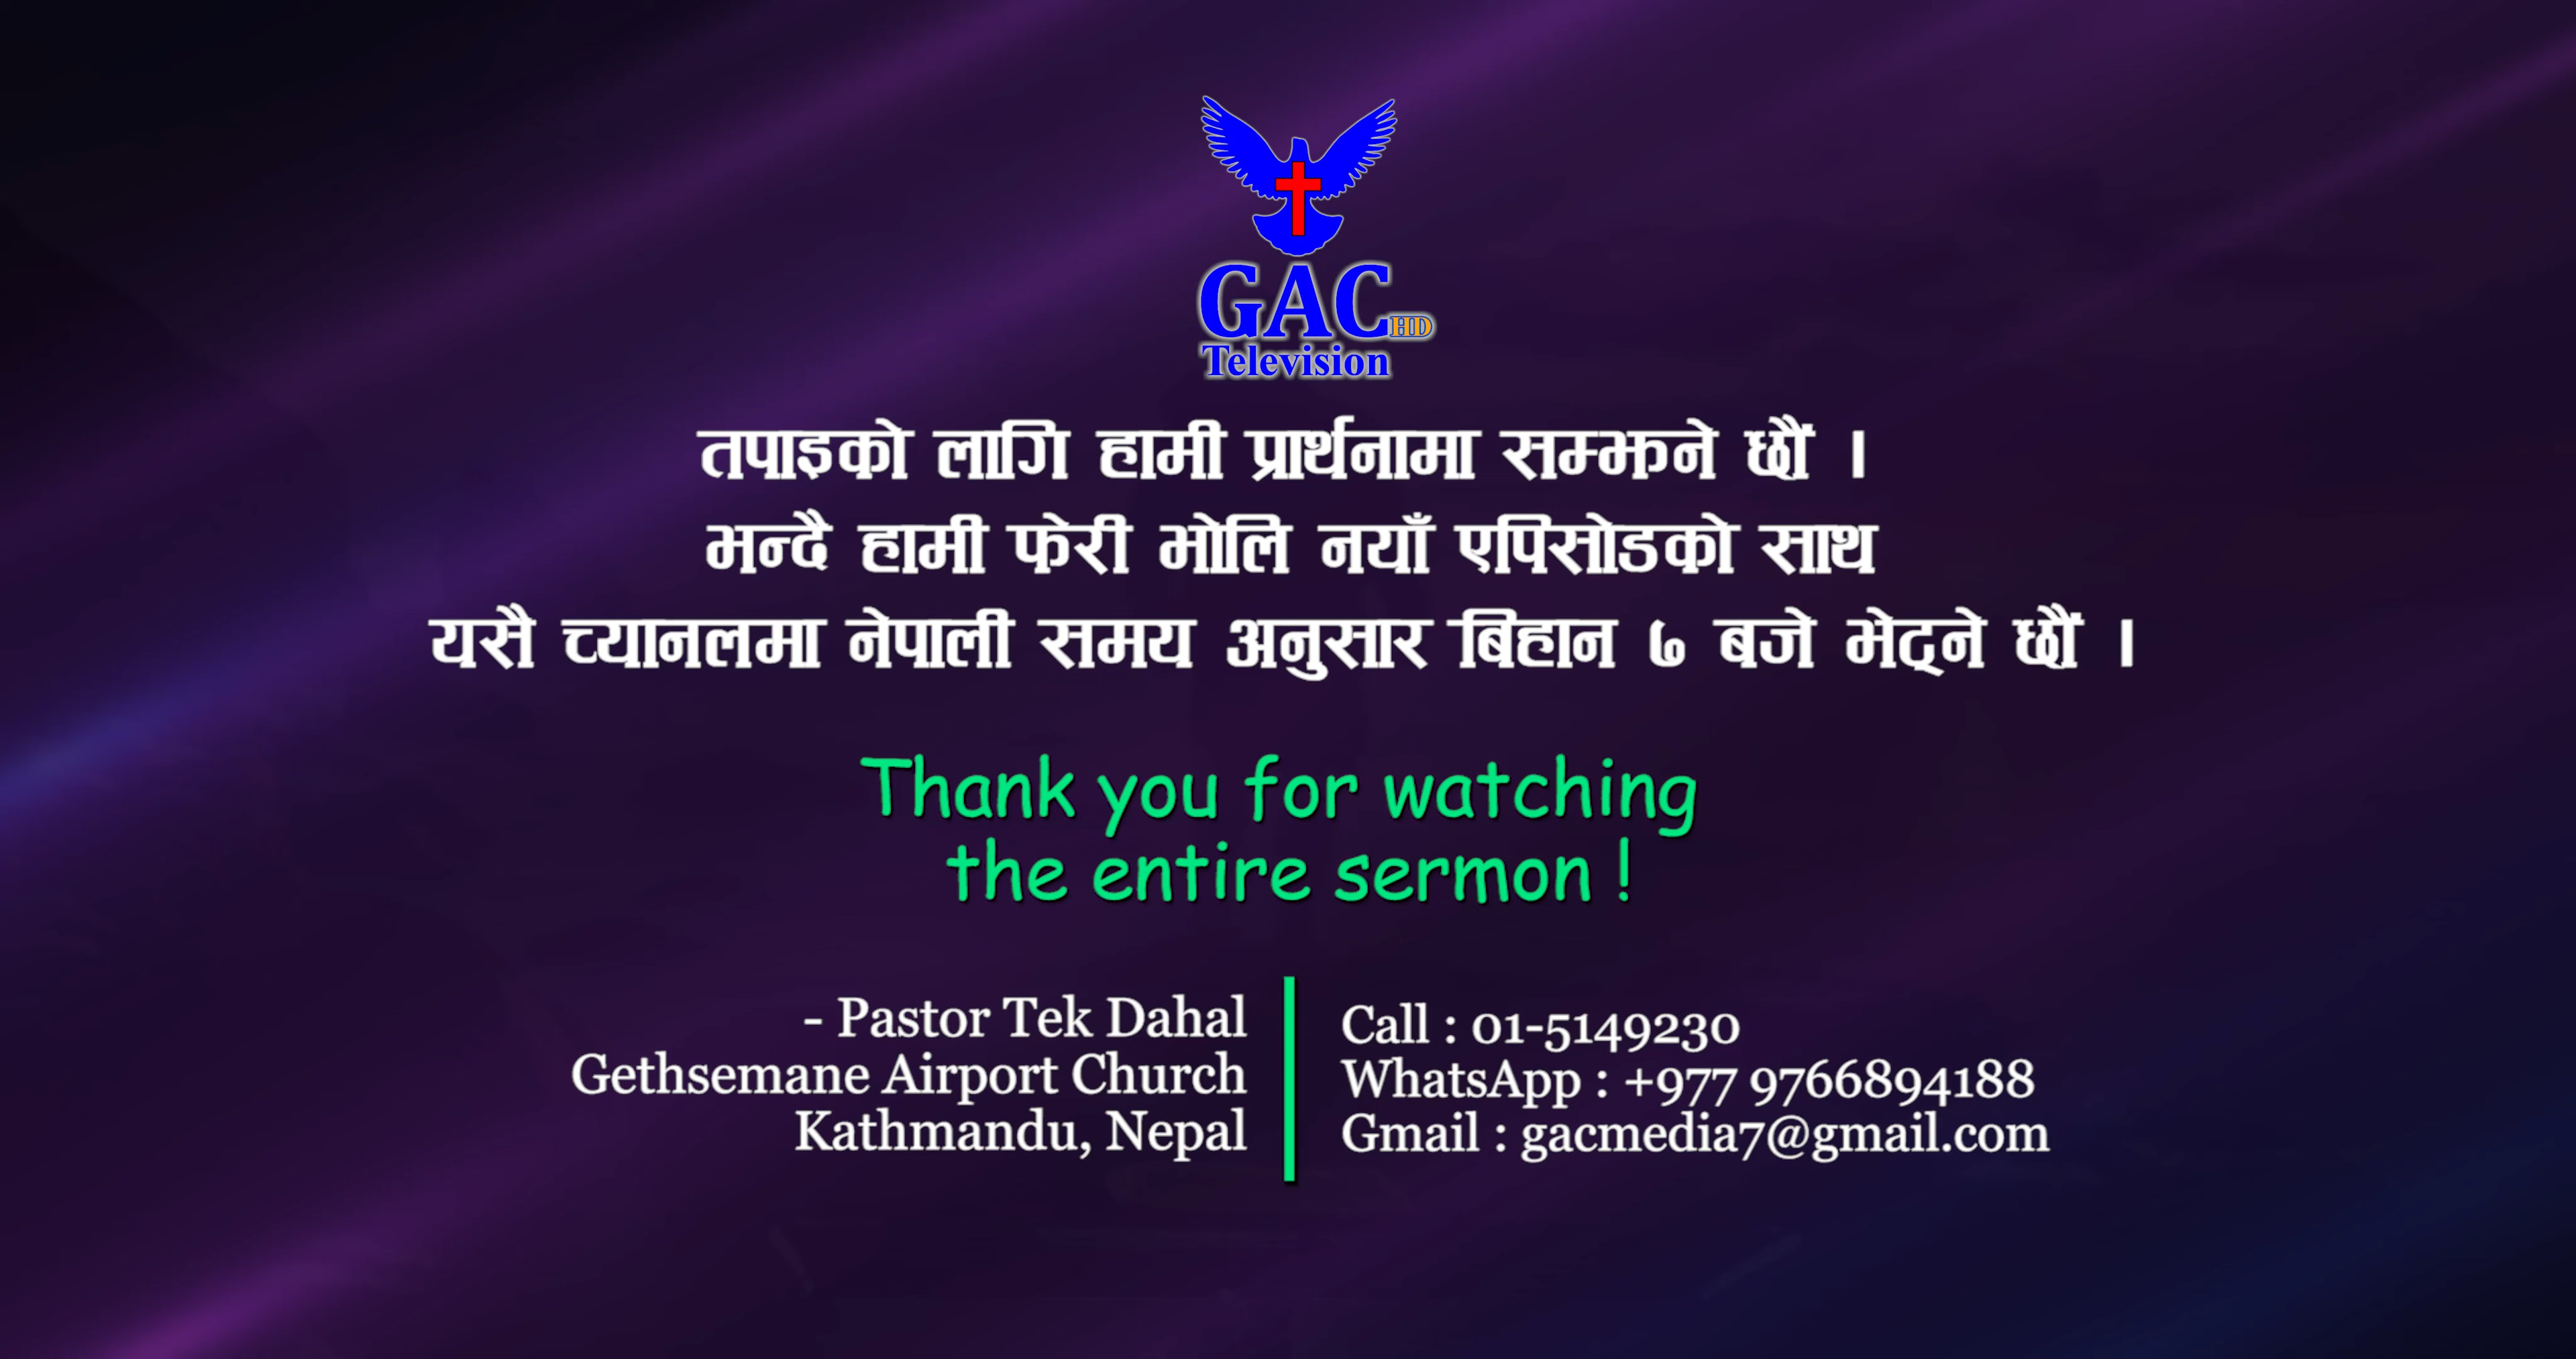 GAC HD
Television
तपाइको लागि हामी प्रार्थनामा सम्झने छौं ।
भन्दै हामी फेरी भोलि नयाँ एपिसोडको साथ
यसै च्यानलमा नेपाली समय अनुसार बिहान ७ बजे भेट्ने छौं ।
Thank you for watching
the entire sermon !
- Pastor Tek Dahal
Gethsemane Airport Church
Kathmandu, Nepal
Call : 01-5149230
WhatsApp : +977 9766894188
Gmail : gacmedia7@gmail.com